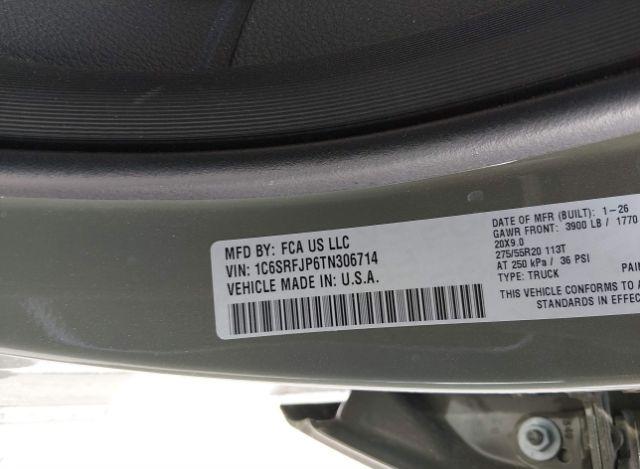 MFD BY: FCA US LLC
VIN: 1C6SRFJP6TN306714
VEHICLE MADE IN: U.S.A.
DATE OF MFR (BUILT): 1-26
GAWR FRONT: 3900 LB / 1770
20X9.0
275/55R20 113T
AT 250 kPa / 36 PSI
TYPE: TRUCK
THIS VEHICLE CONFORMS TO
STANDARDS IN EFFEC